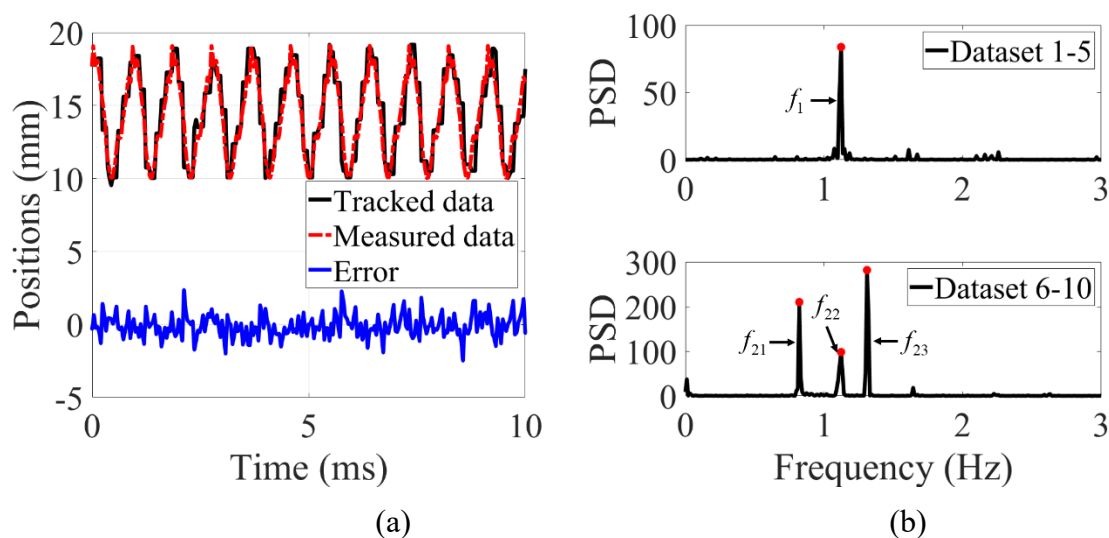 20
15
10
5
0
-5
Positions (mm)
Tracked data
Measured data
Error
0
5
10
Time (ms)
(a)
100
50
0
PSD
Dataset 1-5
f1
0
1
2
3
300
200
100
0
PSD
Dataset 6-10
f21
f22
f23
0
1
2
3
Frequency (Hz)
(b)